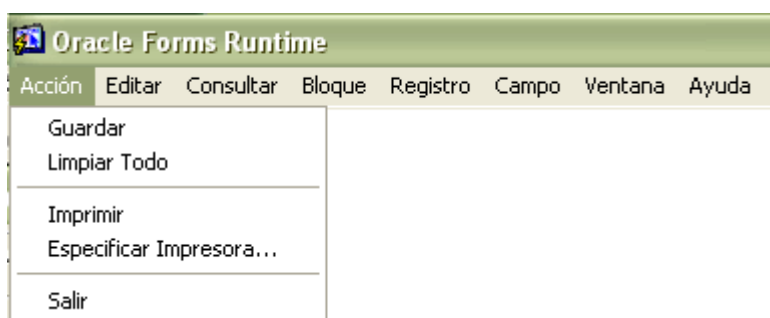 Oracle Forms Runtime
Acción Editar Consultar Bloque Registro Campo Ventana Ayuda
Guardar
Limpiar Todo
Imprimir
Especificar Impresora...
Salir